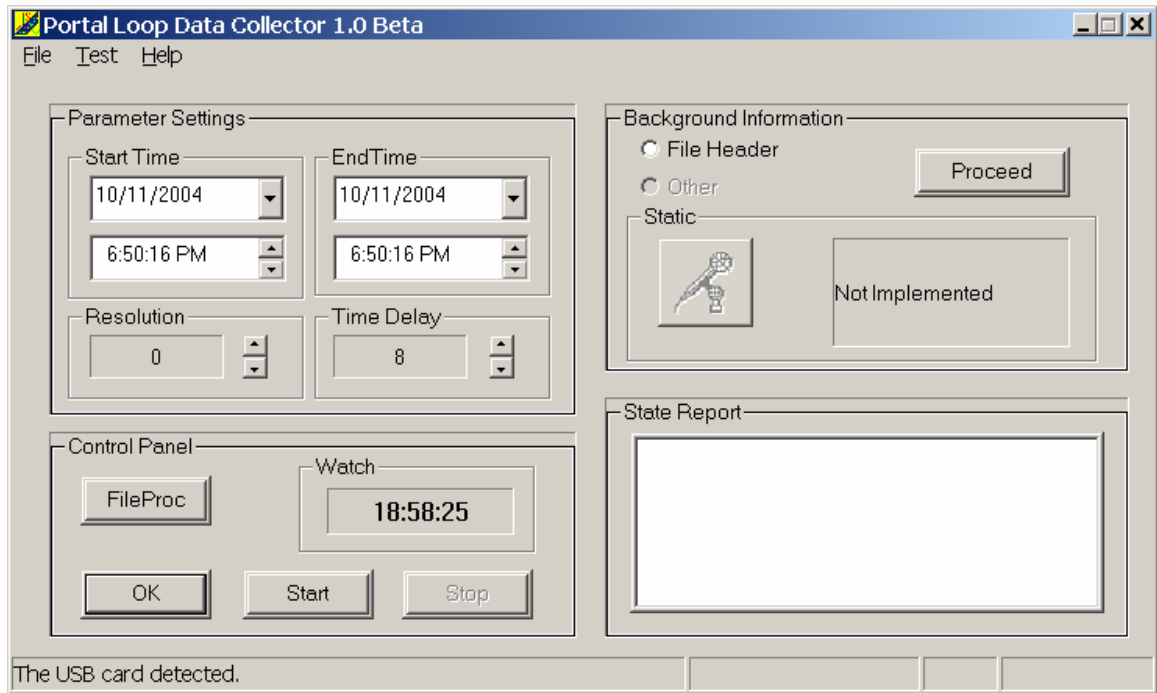 Portal Loop Data Collector 1.0 Beta
File Test Help
Parameter Settings
Start Time
10/11/2004
6:50:16 PM
EndTime
10/11/2004
6:50:16 PM
Resolution
0
Time Delay
8
Control Panel
FileProc
Watch
18:58:25
OK
Start
Stop
Background Information
File Header
Other
Proceed
Static
Not Implemented
State Report
The USB card detected.